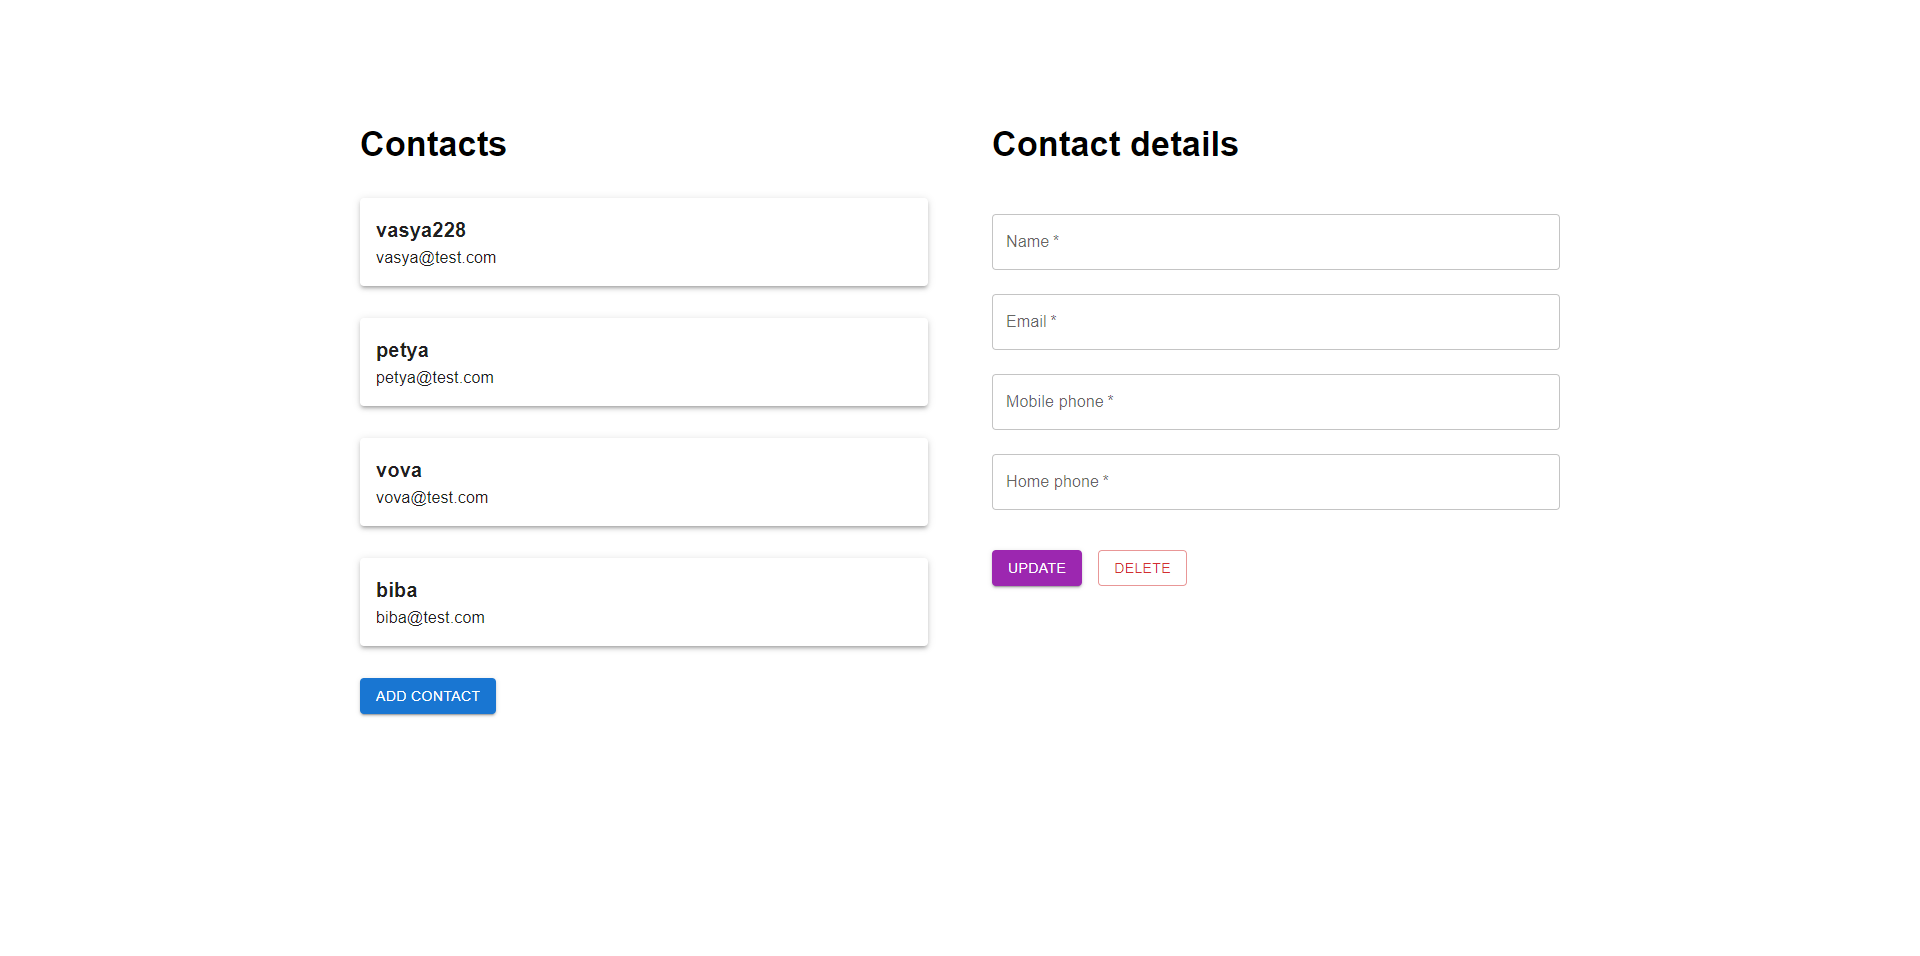 Contacts
vasya228
vasya@test.com
petya
petya@test.com
vova
vova@test.com
biba
biba@test.com
ADD CONTACT
Contact details
Name *
Email *
Mobile phone *
Home phone *
UPDATE
DELETE